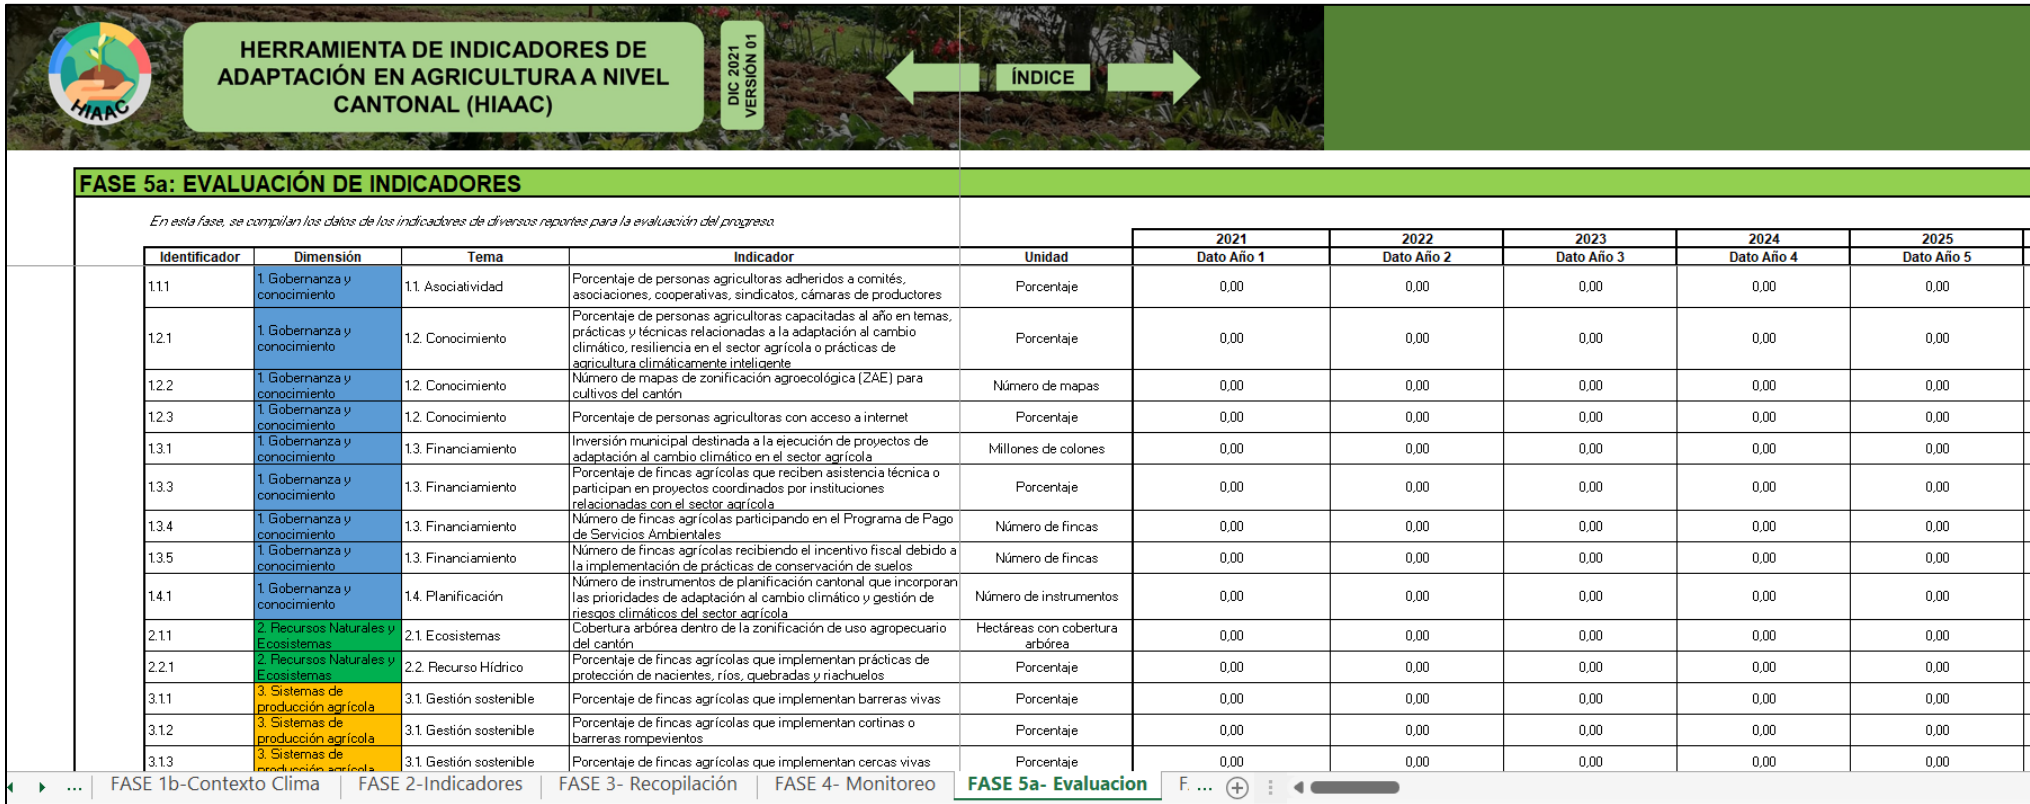 HIAAC
HERRAMIENTA DE INDICADORES DE
ADAPTACIÓN EN AGRICULTURA A NIVEL
CANTONAL (HIAAC)
DIC 2021
VERSIÓN 01
ÍNDICE
FASE 5a: EVALUACIÓN DE INDICADORES
En esta fase, se compilan los datos de los indicadores de diversos reportes para la evaluación del progreso.
2021 2022 2023 2024 2025
Identificador Dimensión Tema Indicador Unidad Dato Año 1 Dato Año 2 Dato Año 3 Dato Año 4 Dato Año 5
1.1.1 1. Gobernanza y conocimiento 1.1. Asociatividad Porcentaje de personas agricultoras adheridos a comités, asociaciones, cooperativas, sindicatos, cámaras de productores Porcentaje 0,00 0,00 0,00 0,00 0,00
1.2.1 1. Gobernanza y conocimiento 1.2. Conocimiento Porcentaje de personas agricultoras capacitadas al año en temas, prácticas y técnicas relacionadas a la adaptación al cambio climático, resiliencia en el sector agrícola o prácticas de agricultura climáticamente inteligente Porcentaje 0,00 0,00 0,00 0,00 0,00
1.2.2 1. Gobernanza y conocimiento 1.2. Conocimiento Número de mapas de zonificación agroecológica (ZAE) para cultivos del cantón Número de mapas 0,00 0,00 0,00 0,00 0,00
1.2.3 1. Gobernanza y conocimiento 1.2. Conocimiento Porcentaje de personas agricultoras con acceso a internet Porcentaje 0,00 0,00 0,00 0,00 0,00
1.3.1 1. Gobernanza y conocimiento 1.3. Financiamiento Inversión municipal destinada a la ejecución de proyectos de adaptación al cambio climático en el sector agrícola Millones de colones 0,00 0,00 0,00 0,00 0,00
1.3.3 1. Gobernanza y conocimiento 1.3. Financiamiento Porcentaje de fincas agrícolas que reciben asistencia técnica o participan en proyectos coordinados por instituciones relacionadas con el sector agrícola Porcentaje 0,00 0,00 0,00 0,00 0,00
1.3.4 1. Gobernanza y conocimiento 1.3. Financiamiento Número de fincas agrícolas participando en el Programa de Pago de Servicios Ambientales Número de fincas 0,00 0,00 0,00 0,00 0,00
1.3.5 1. Gobernanza y conocimiento 1.3. Financiamiento Número de fincas agrícolas recibiendo el incentivo fiscal debido a la implementación de prácticas de conservación de suelos Número de fincas 0,00 0,00 0,00 0,00 0,00
1.4.1 1. Gobernanza y conocimiento 1.4. Planificación Número de instrumentos de planificación cantonal que incorporan las prioridades de adaptación al cambio climático y gestión de riesgos climáticos del sector agrícola Número de instrumentos 0,00 0,00 0,00 0,00 0,00
2.1.1 2. Recursos Naturales y Ecosistemas 2.1. Ecosistemas Cobertura arbórea dentro de la zonificación de uso agropecuario del cantón Hectáreas con cobertura arbórea 0,00 0,00 0,00 0,00 0,00
2.2.1 2. Recursos Naturales y Ecosistemas 2.2. Recurso Hídrico Porcentaje de fincas agrícolas que implementan prácticas de protección de nacientes, ríos, quebradas y riachuelos Porcentaje 0,00 0,00 0,00 0,00 0,00
3.1.1 3. Sistemas de producción agrícola 3.1. Gestión sostenible Porcentaje de fincas agrícolas que implementan barreras vivas Porcentaje 0,00 0,00 0,00 0,00 0,00
3.1.2 3. Sistemas de producción agrícola 3.1. Gestión sostenible Porcentaje de fincas agrícolas que implementan cortinas o barreras rompevientos Porcentaje 0,00 0,00 0,00 0,00 0,00
3.1.3 3. Sistemas de producción agrícola 3.1. Gestión sostenible Porcentaje de fincas agrícolas que implementan cercas vivas Porcentaje 0,00 0,00 0,00 0,00 0,00
... FASE 1b-Contexto Clima FASE 2-Indicadores FASE 3- Recopilación FASE 4- Monitoreo FASE 5a- Evaluacion F. ...